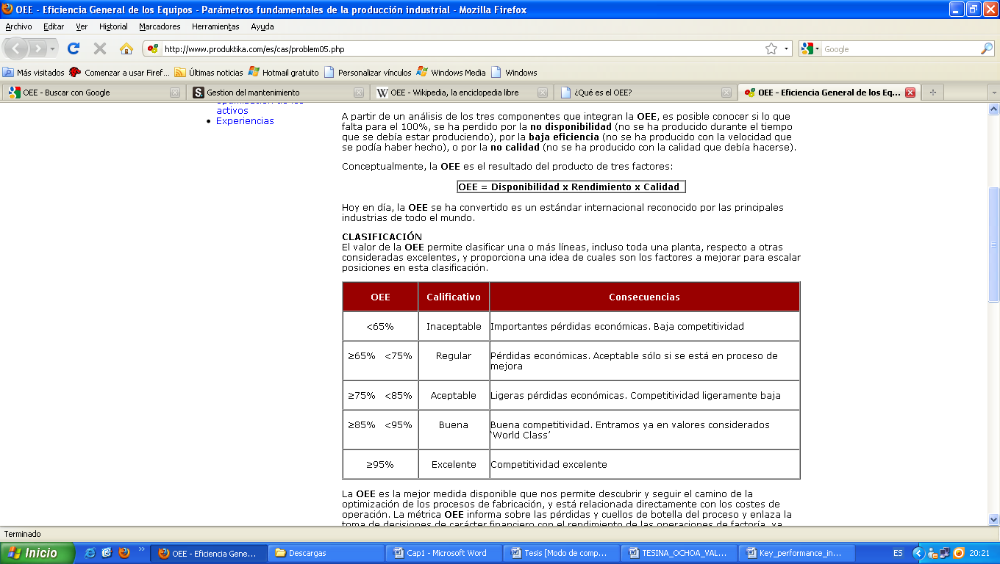 OEE - Eficiencia General de los Equipos - Parámetros fundamentales de la producción industrial - Mozilla Firefox
Archivo Editar Ver Historial Marcadores Herramientas Ayuda
http://www.produktika.com/es/cas/problem05.php
Google
Más visitados Comenzar a usar Firef... Últimas noticias Hotmail gratuito Personalizar vínculos Windows Media Windows
OEE - Buscar con Google
Gestion del mantenimiento
OEE - Wikipedia, la enciclopedia libre
¿Qué es el OEE?
OEE - Eficiencia General de los Eq...
activos
Experiencias
A partir de un análisis de los tres componentes que integran la OEE, es posible conocer si lo que
falta para el 100%, se ha perdido por la no disponibilidad (no se ha producido durante el tiempo
que se debía estar produciendo), por la baja eficiencia (no se ha producido con la velocidad que
se podía haber hecho), o por la no calidad (no se ha producido con la calidad que debía hacerse).
Conceptualmente, la OEE es el resultado del producto de tres factores:
OEE = Disponibilidad x Rendimiento x Calidad
Hoy en día, la OEE se ha convertido es un estándar internacional reconocido por las principales
industrias de todo el mundo.
CLASIFICACIÓN
El valor de la OEE permite clasificar una o más líneas, incluso toda una planta, respecto a otras
consideradas excelentes, y proporciona una idea de cuales son los factores a mejorar para escalar
posiciones en esta clasificación.
OEE Calificativo Consecuencias
<65% Inaceptable Importantes pérdidas económicas. Baja competitividad
≥65% <75% Regular Pérdidas económicas. Aceptable sólo si se está en proceso de
mejora
≥75% <85% Aceptable Ligeras pérdidas económicas. Competitividad ligeramente baja
≥85% <95% Buena Buena competitividad. Entramos ya en valores considerados
‘World Class’
≥95% Excelente Competitividad excelente
La OEE es la mejor medida disponible que nos permite descubrir y seguir el camino de la
optimización de los procesos de fabricación, y está relacionada directamente con los costes de
operación. La métrica OEE informa sobre las pérdidas y cuellos de botella del proceso y enlaza la
toma de decisiones de carácter financiero con el rendimiento de las operaciones de factoría, ya
Terminado
Inicio
OEE - Eficiencia Gene...
Descargas
Cap1 - Microsoft Word
Tesis [Modo de comp...
TESINA_OCHOA_VAL...
Key_performance_in...
ES
20:21